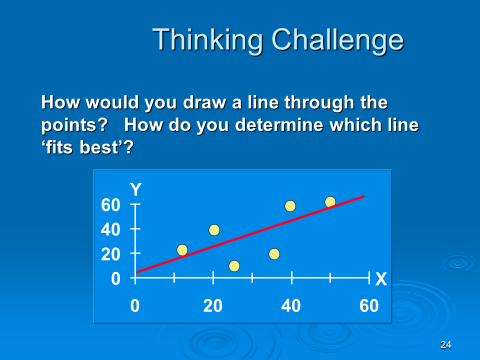 Thinking Challenge
How would you draw a line through the
points? How do you determine which line
‘fits best’?
Y
60
40
20
0
X
0 20 40 60
24